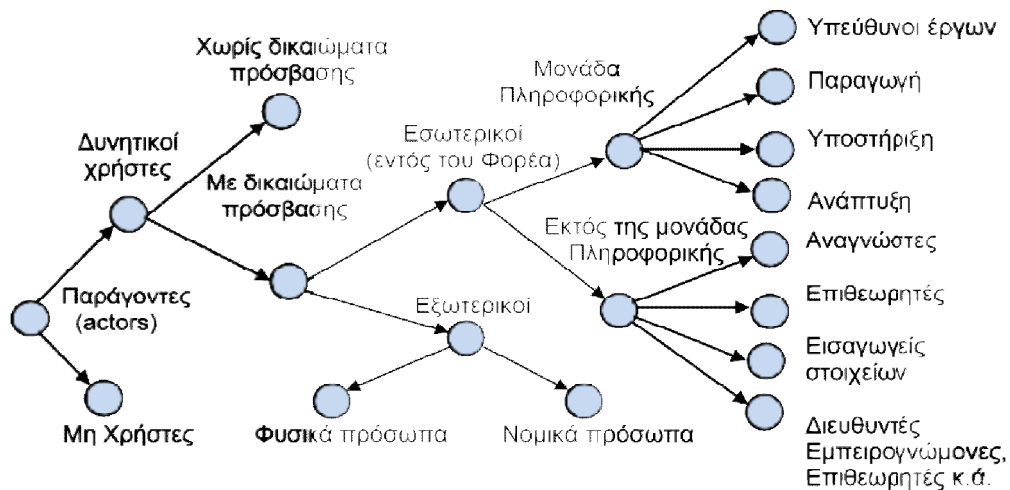 Υπεύθυνοι έργων
Χωρίς δικαιώματα
πρόσβασης
Μονάδα
Πληροφορικής
Παραγωγή
Δυνητικοί
χρήστες
Εσωτερικοί
(εντός του Φορέα)
Υποστήριξη
Με δικαιώματα
πρόσβασης
Ανάπτυξη
Εκτός της μονάδας
Πληροφορικής
Αναγνώστες
Παράγοντες
(actors)
Εξωτερικοί
Επιθεωρητές
Εισαγωγείς
στοιχείων
Μη Χρήστες
Φυσικά πρόσωπα
Νομικά πρόσωπα
Διευθυντές
Εμπειρογνώμονες,
Επιθεωρητές κ.ά.